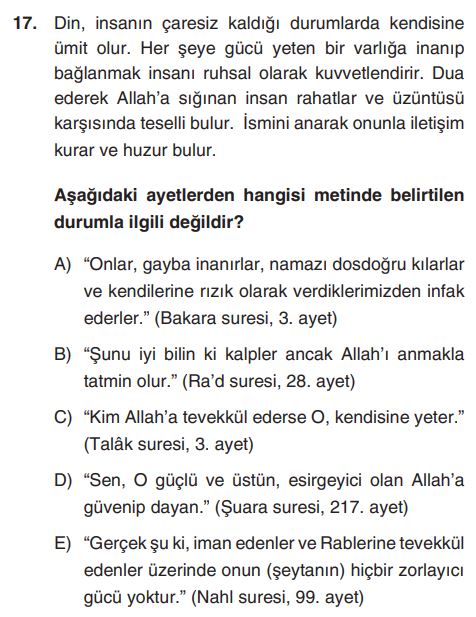 17. Din, insanın çaresiz kaldığı durumlarda kendisine
ümit olur. Her şeye gücü yeten bir varlığa inanıp
bağlanmak insanı ruhsal olarak kuvvetlendirir. Dua
ederek Allah’a sığınan insan rahatlar ve üzüntüsü
karşısında teselli bulur. İsmini anarak onunla iletişim
kurar ve huzur bulur.
Aşağıdaki ayetlerden hangisi metinde belirtilen
durumla ilgili değildir?
A) “Onlar, gayba inanırlar, namazı dosdoğru kılarlar
ve kendilerine rızık olarak verdiklerimizden infak
ederler.” (Bakara suresi, 3. ayet)
B) “Şunu iyi bilin ki kalpler ancak Allah’ı anmakla
tatmin olur.” (Ra’d suresi, 28. ayet)
C) “Kim Allah’a tevekkül ederse O, kendisine yeter.”
(Talâk suresi, 3. ayet)
D) “Sen, O güçlü ve üstün, esirgeyici olan Allah’a
güvenip dayan.” (Şuara suresi, 217. ayet)
E) “Gerçek şu ki, iman edenler ve Rablerine tevekkül
edenler üzerinde onun (şeytanın) hiçbir zorlayıcı
gücü yoktur.” (Nahl suresi, 99. ayet)